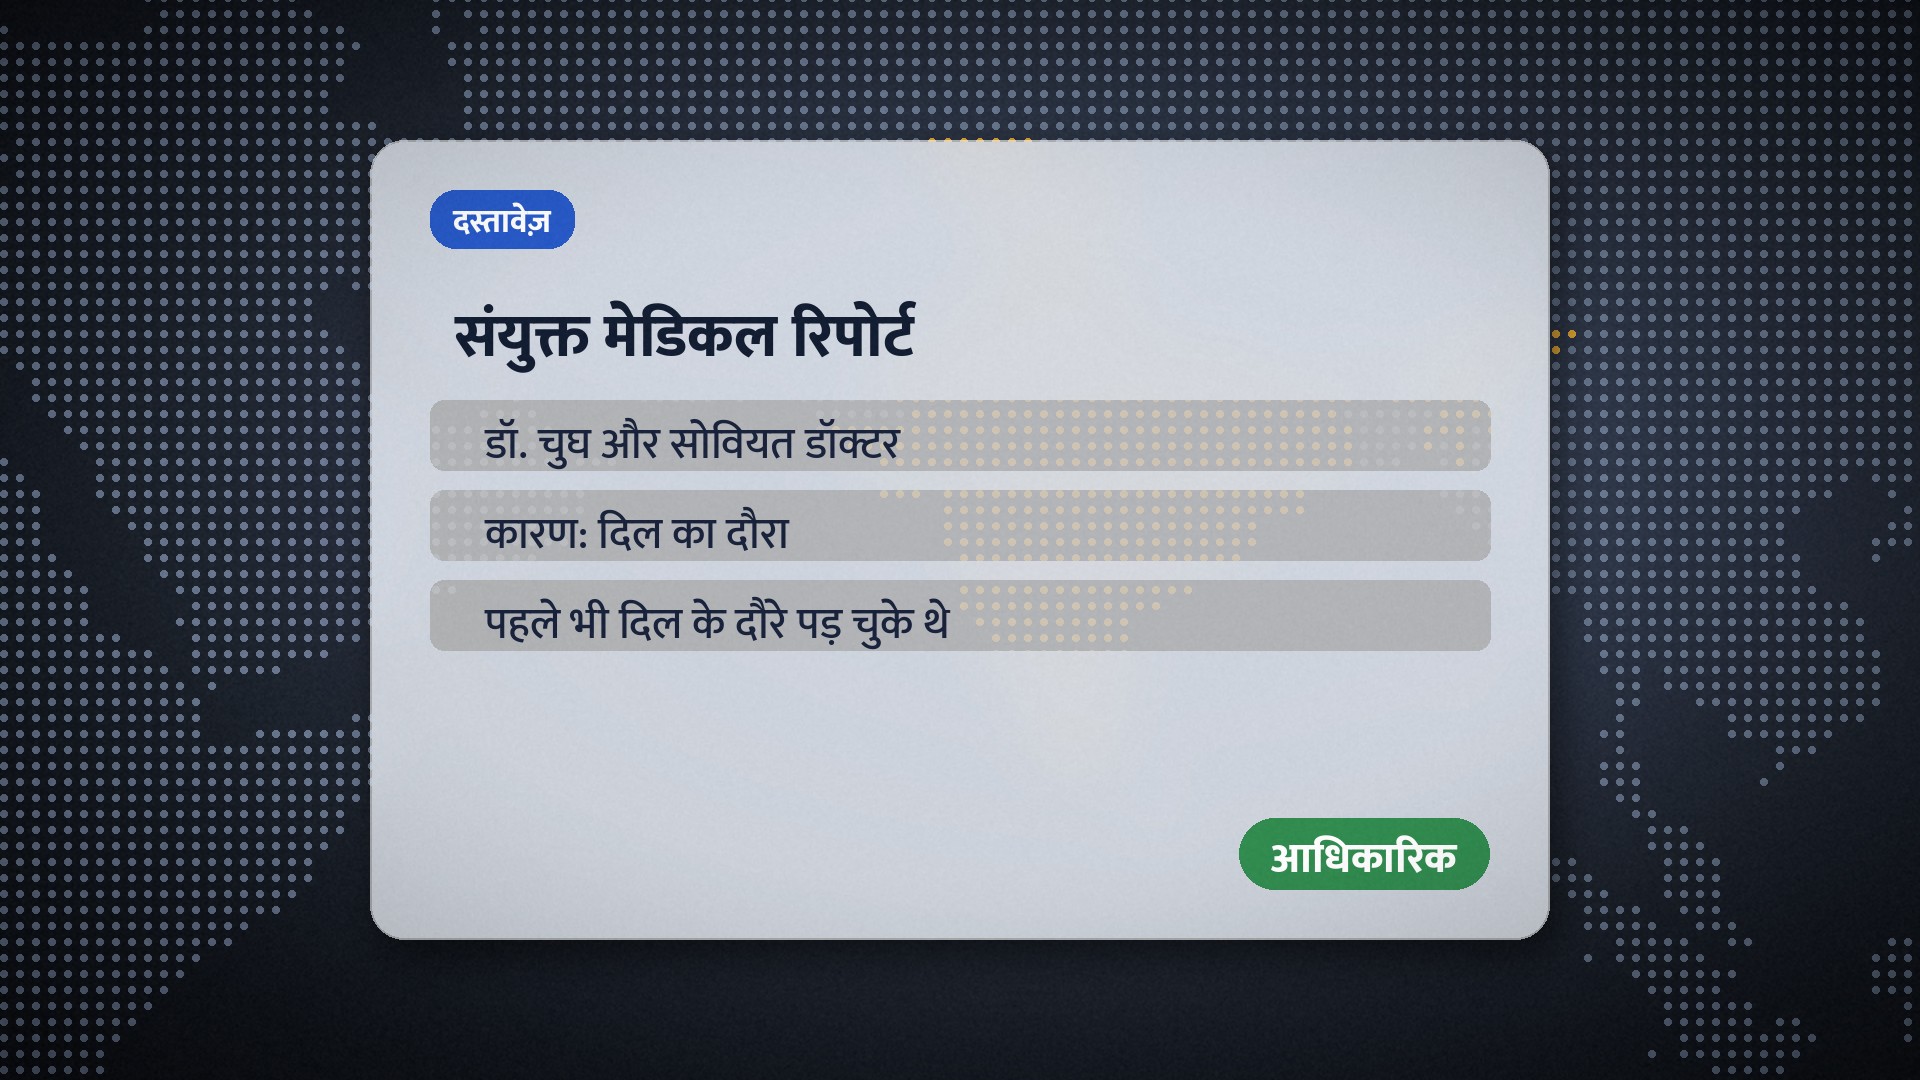 दस्तावेज़
संयुक्त मेडिकल रिपोर्ट
डॉ. चुघ और सोवियत डॉक्टर
कारण: दिल का दौरा
पहले भी दिल के दौरे पड़ चुके थे
आधिकारिक